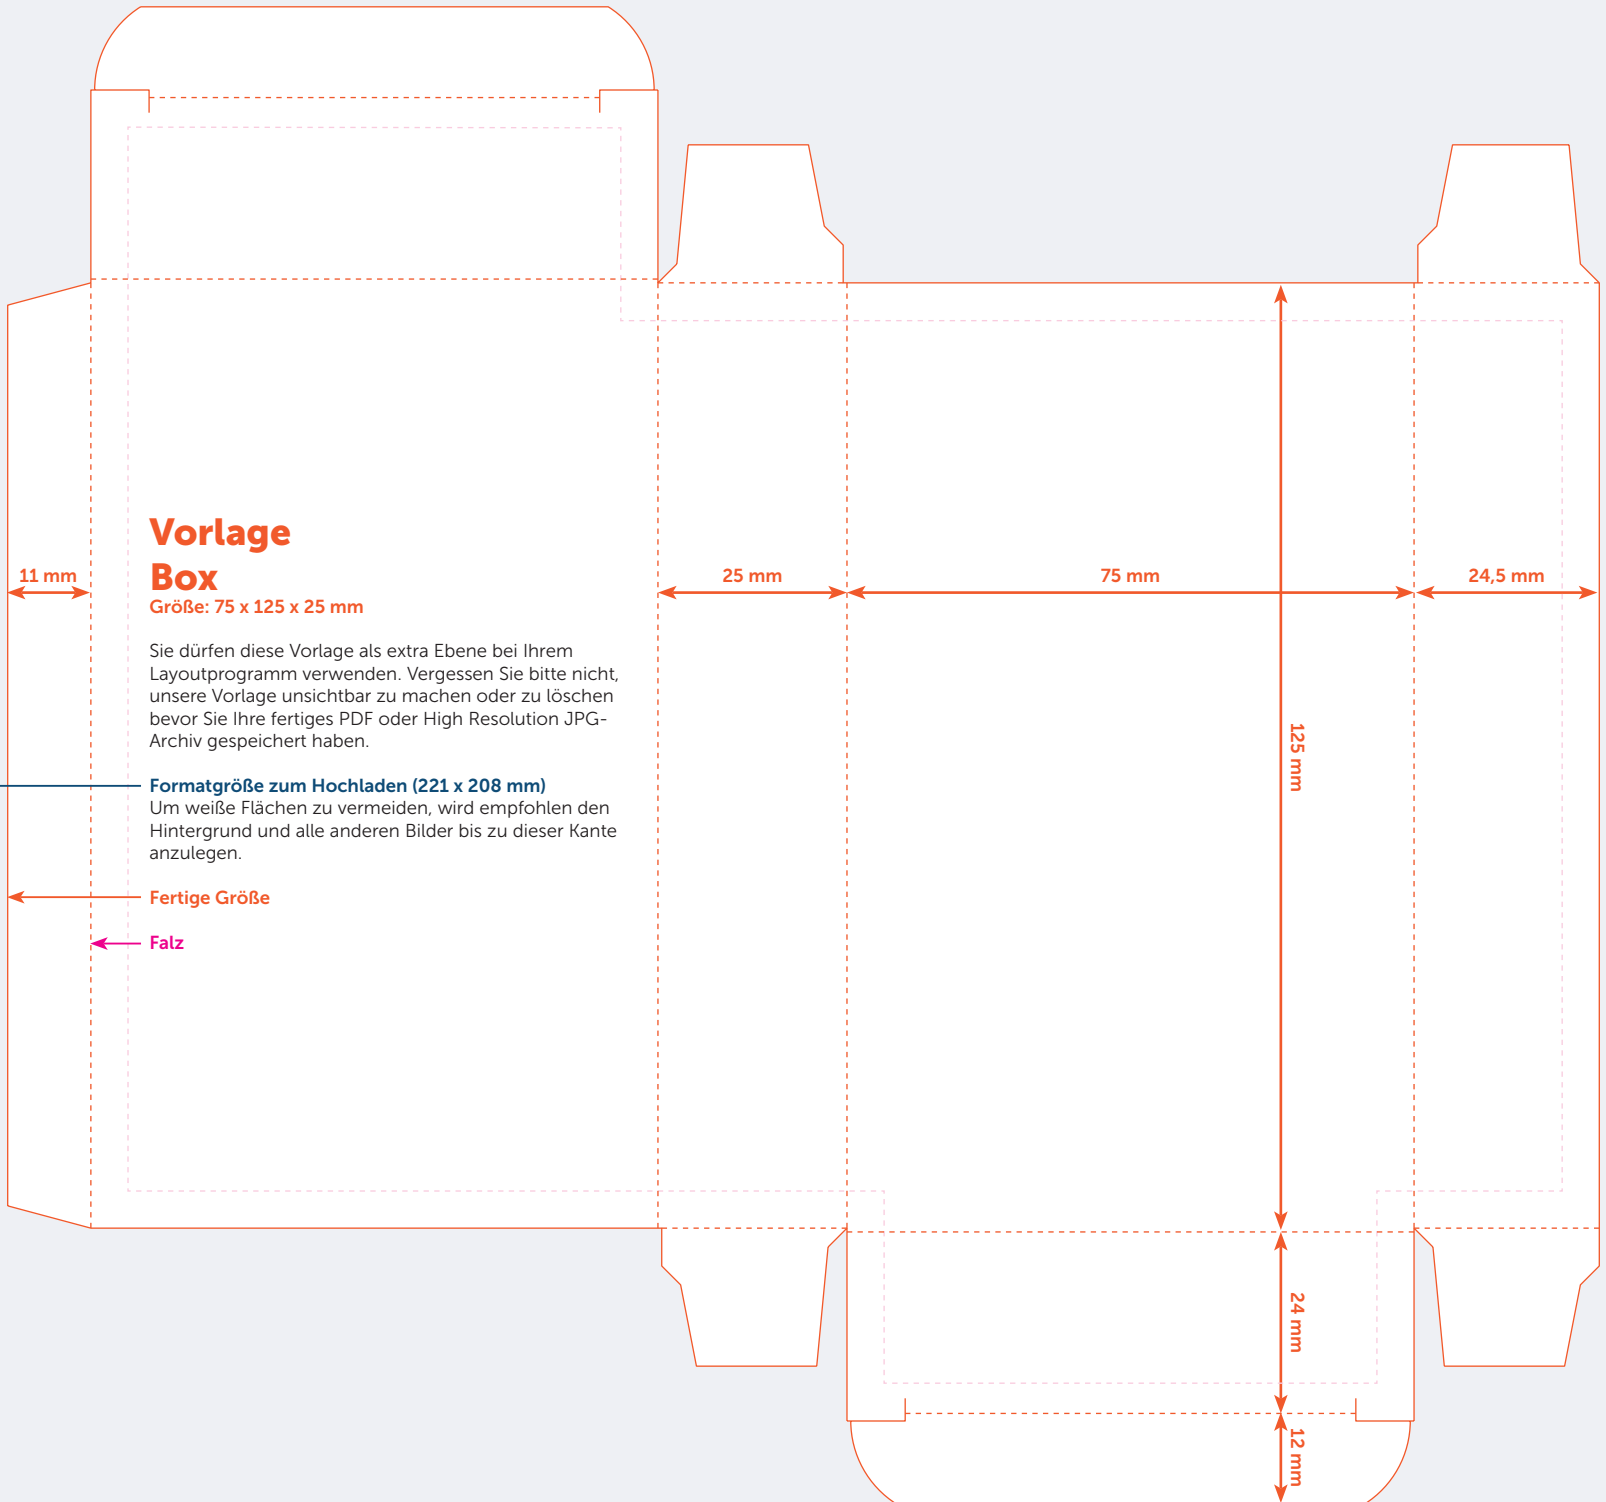 Vorlage
Box
Größe: 75 x 125 x 25 mm
Sie dürfen diese Vorlage als extra Ebene bei Ihrem
Layoutprogramm verwenden. Vergessen Sie bitte nicht,
unsere Vorlage unsichtbar zu machen oder zu löschen
bevor Sie Ihre fertiges PDF oder High Resolution JPG-
Archiv gespeichert haben.
Formatgröße zum Hochladen (221 x 208 mm)
Um weiße Flächen zu vermeiden, wird empfohlen den
Hintergrund und alle anderen Bilder bis zu dieser Kante
anzulegen.
Fertige Größe
Falz
11 mm
25 mm
75 mm
24,5 mm
125 mm
24 mm
12 mm